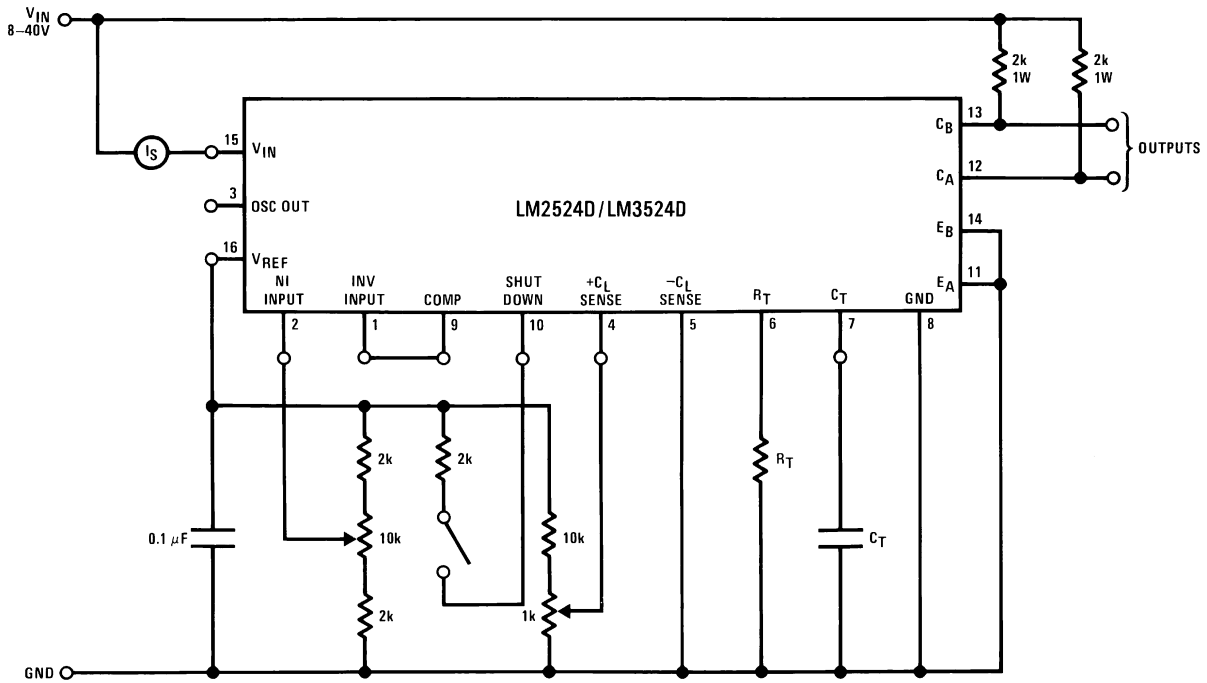 VIN
8–40V
2k
1W
2k
1W
13
CB
15
VIN
IS
OUTPUTS
12
CA
3
OSC OUT
LM2524D/LM3524D
14
EB
16
VREF
11
EA
NI
INPUT
INV
INPUT
COMP
SHUT
DOWN
+CL
SENSE
−CL
SENSE
RT
CT
GND
2
1
9
10
4
5
6
7
8
2k
2k
RT
0.1 μF
10k
10k
CT
2k
1k
GND